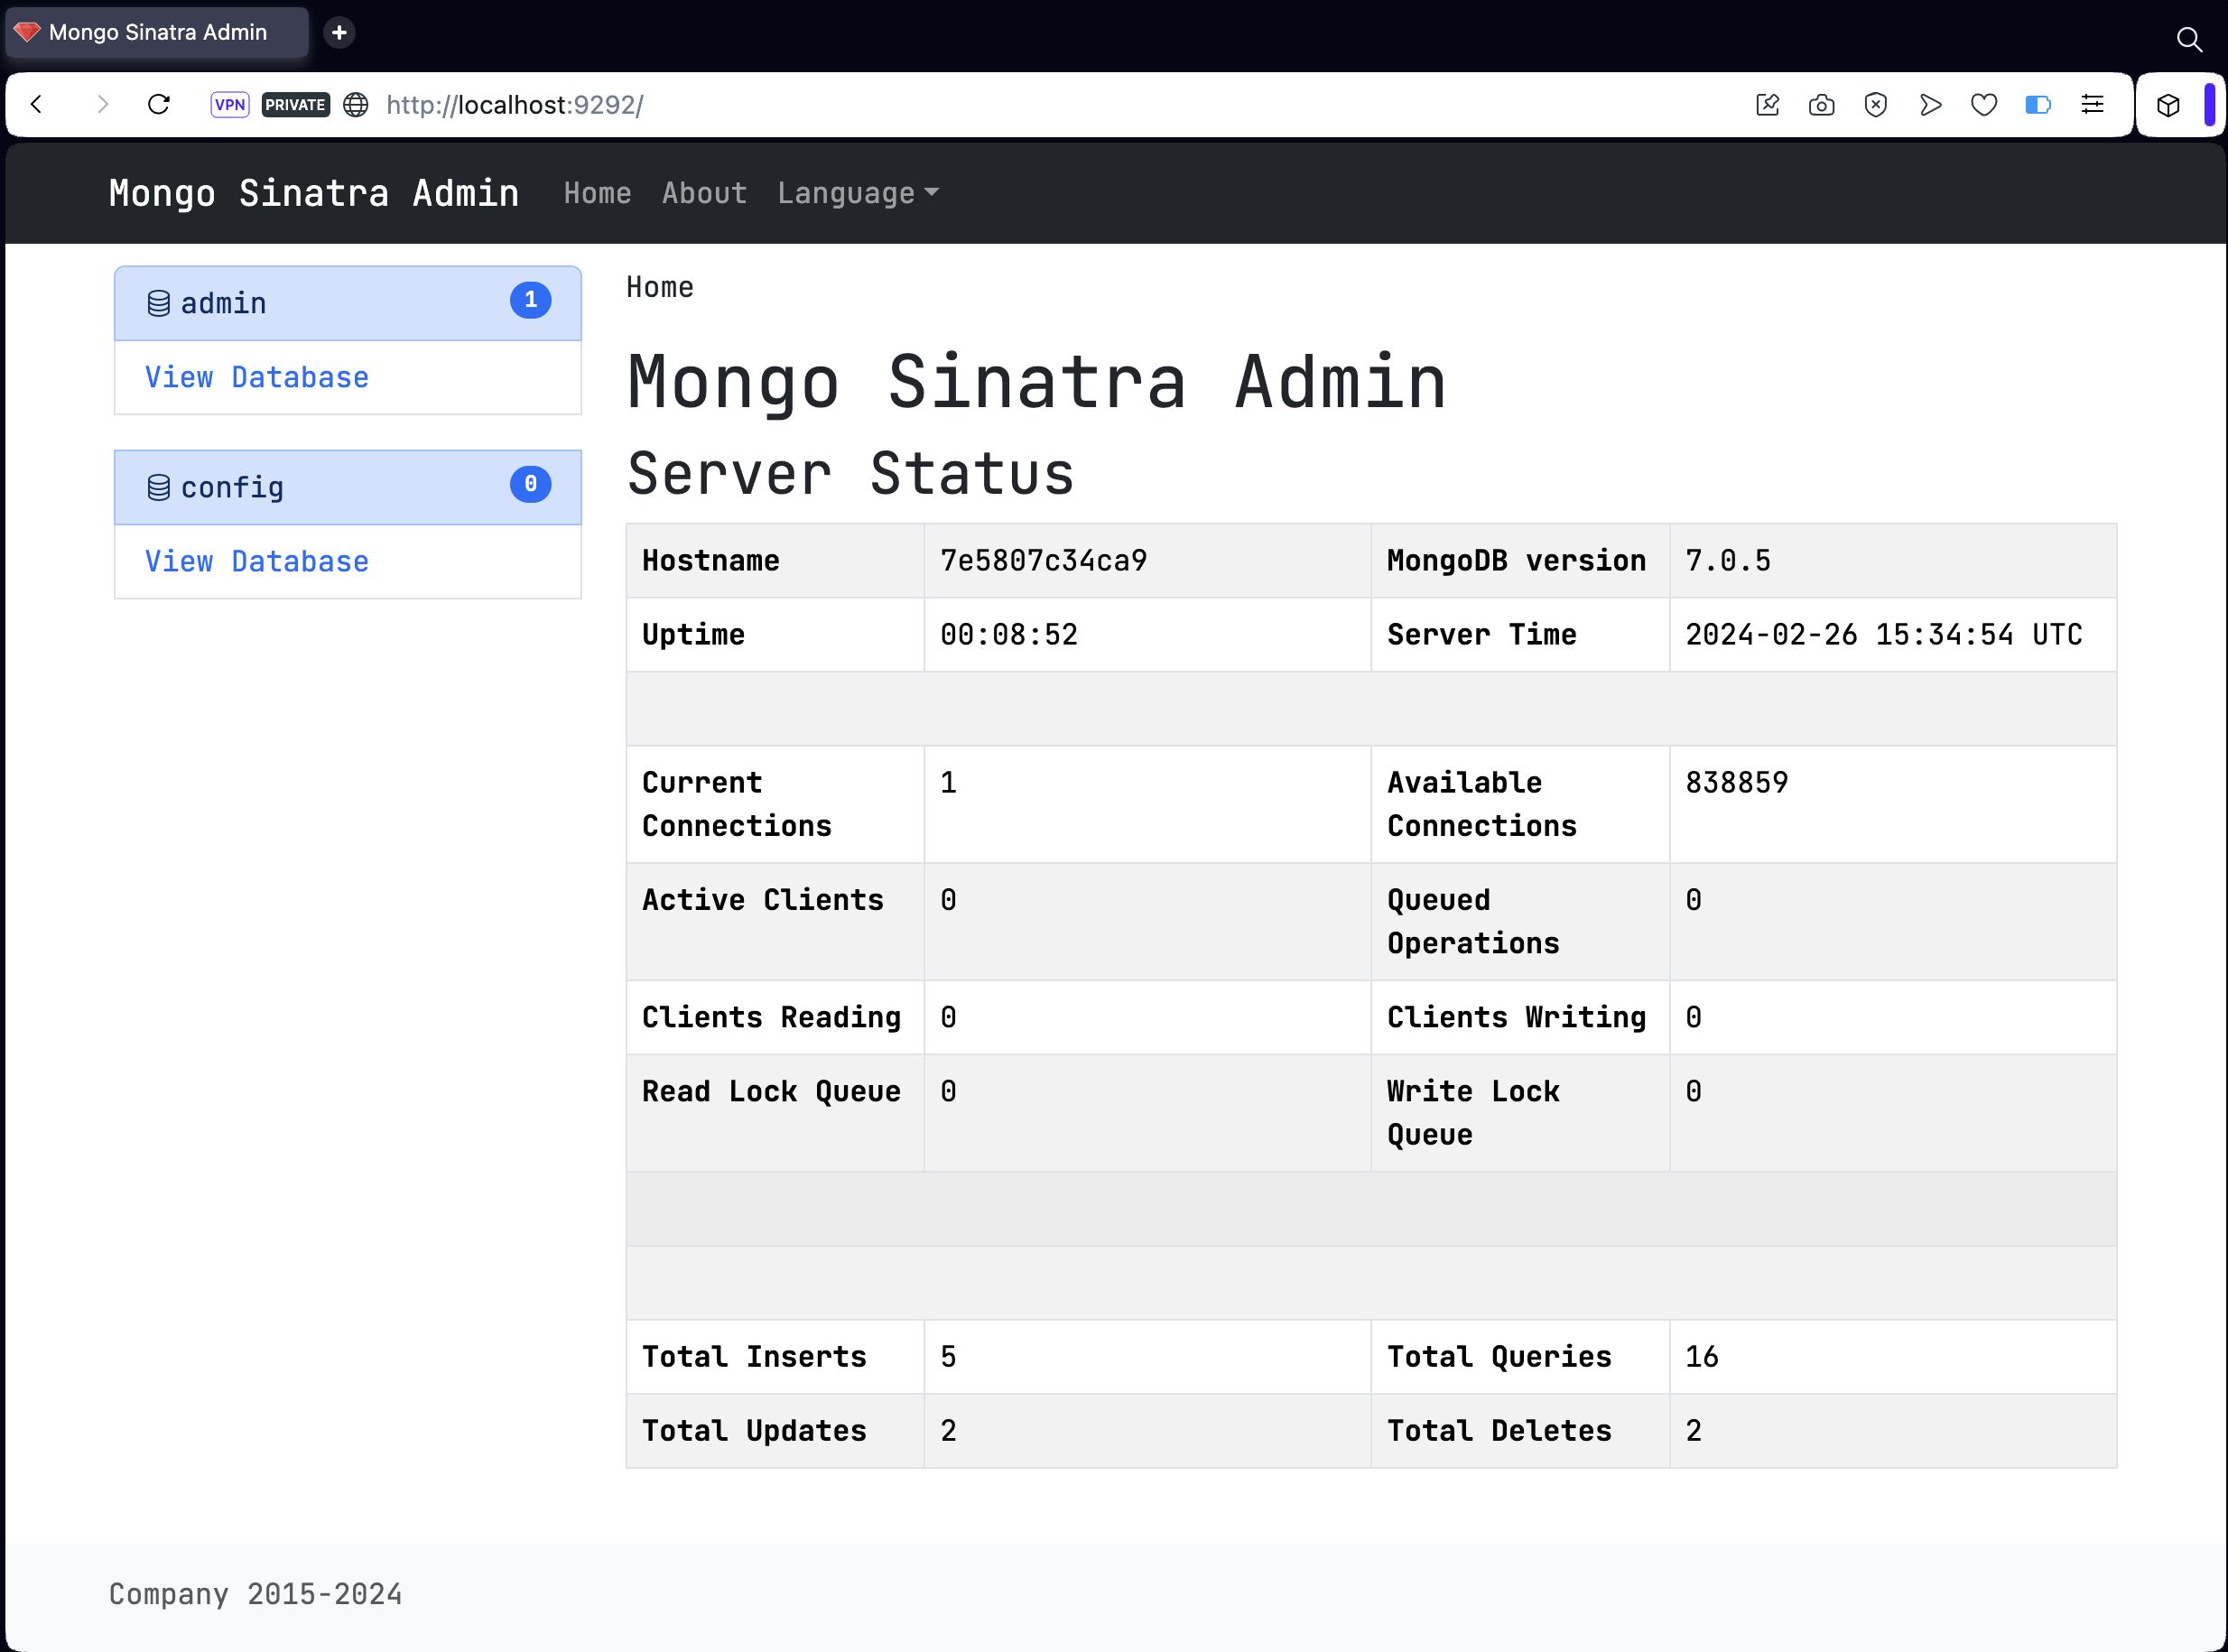 Mongo Sinatra Admin
VPN PRIVATE http://localhost:9292/
Mongo Sinatra Admin Home About Language
admin 1
View Database
config 0
View Database
Home
Mongo Sinatra Admin
Server Status
Hostname 7e5807c34ca9 MongoDB version 7.0.5
Uptime 00:08:52 Server Time 2024-02-26 15:34:54 UTC
Current Connections 1 Available Connections 838859
Active Clients 0 Queued Operations 0
Clients Reading 0 Clients Writing 0
Read Lock Queue 0 Write Lock Queue 0
Total Inserts 5 Total Queries 16
Total Updates 2 Total Deletes 2
Company 2015-2024